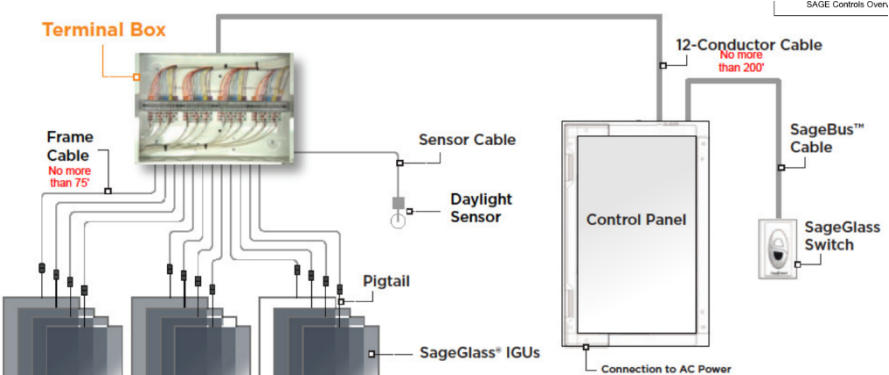 SAGE Controls Overv
Terminal Box
12-Conductor Cable
No more
than 200'
Frame
Cable
No more
than 75'
Sensor Cable
SageBus™
Cable
Daylight
Sensor
Control Panel
SageGlass
Switch
Pigtail
SageGlass® IGUs
Connection to AC Power